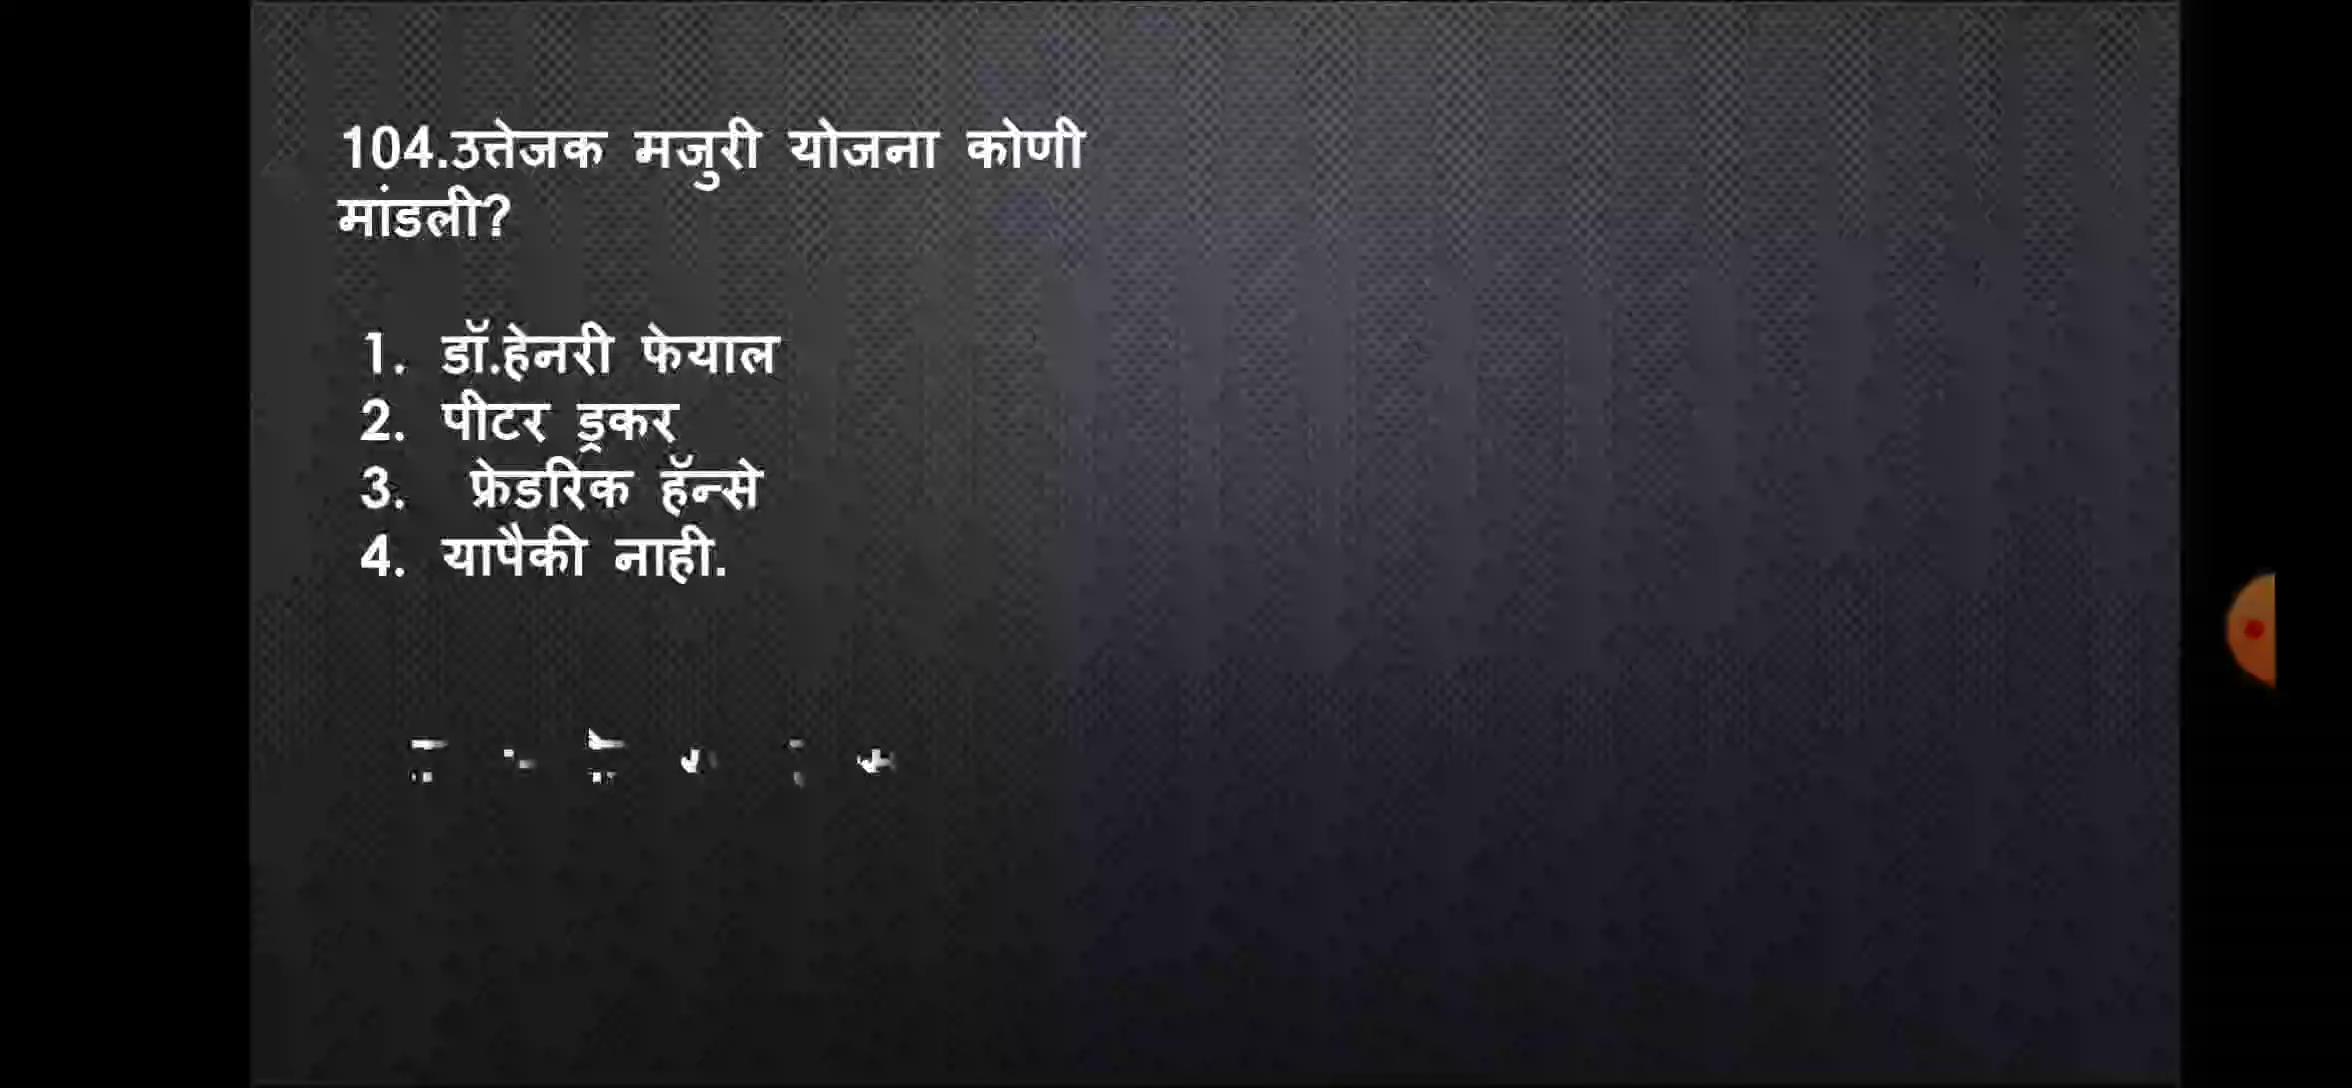 104.उत्तेजक मजुरी योजना कोणी
मांडली?
1. डॉ.हेनरी फेयाल
2. पीटर ड्रकर
3. फ्रेडरिक हॅन्से
4. यापैकी नाही.